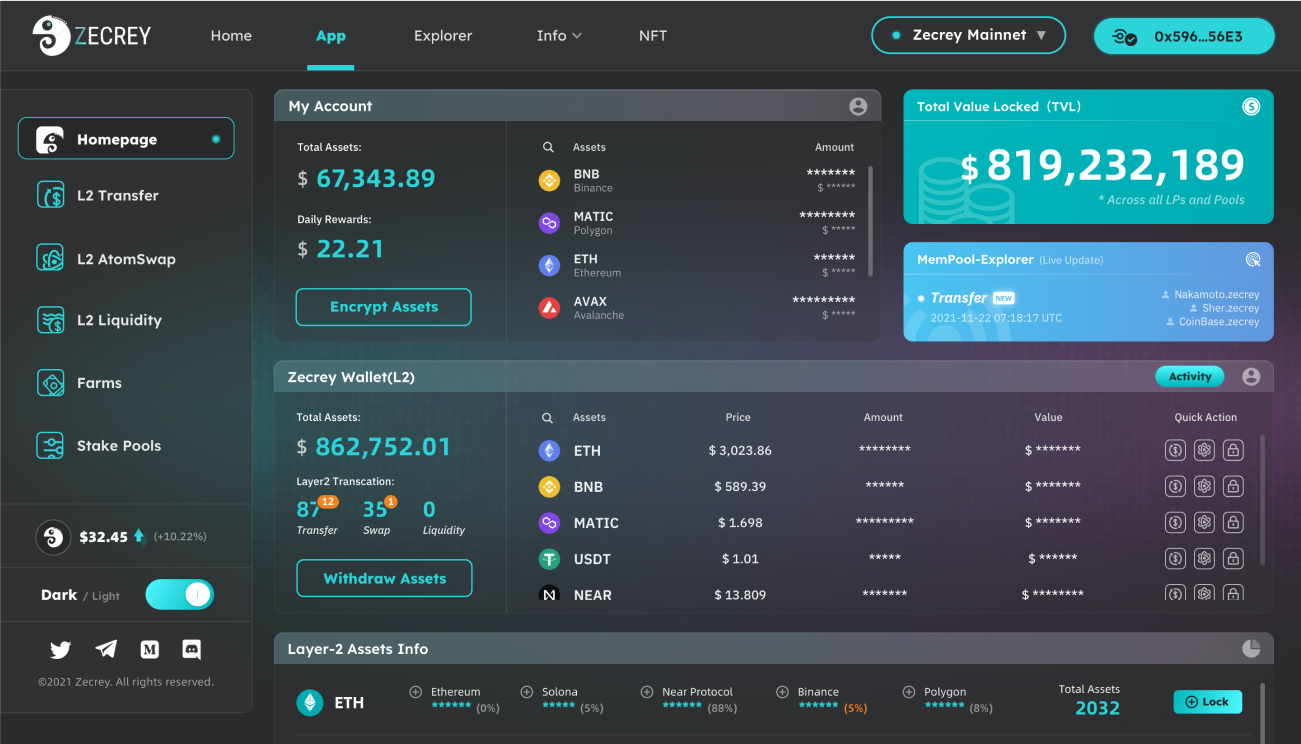 ZECREY
Home
App
Explorer
Info
NFT
Zecrey Mainnet ▼
0x596...56E3
Homepage
L2 Transfer
L2 AtomSwap
L2 Liquidity
Farms
Stake Pools
$32.45 (+10.22%)
Dark / Light
©2021 Zecrey. All rights reserved.
My Account
Total Assets:
$ 67,343.89
Daily Rewards:
$ 22.21
Encrypt Assets
Assets Amount
BNB *******
Binance $ ******
MATIC ********
Polygon $ *****
ETH ******
Ethereum $ *****
AVAX *********
Avalanche $ *****
Total Value Locked（TVL）
$ 819,232,189
* Across all LPs and Pools
MemPool-Explorer (Live Update)
Transfer NEW
2021-11-22 07:18:17 UTC
Nakamoto.zecrey
Sher.zecrey
CoinBase.zecrey
Zecrey Wallet(L2)
Activity
Total Assets:
$ 862,752.01
Layer2 Transcation:
87 12 35 1 0
Transfer Swap Liquidity
Withdraw Assets
Assets Price Amount Value Quick Action
ETH $ 3,023.86 ******** $ *******
BNB $ 589.39 ****** $ *******
MATIC $ 1.698 ********* $ *******
USDT $ 1.01 ***** $ ******
NEAR $ 13.809 ******* $ ********
Layer-2 Assets Info
ETH
Ethereum
****** (0%)
Solona
***** (5%)
Near Protocol
****** (88%)
Binance
****** (5%)
Polygon
****** (8%)
Total Assets
2032
Lock